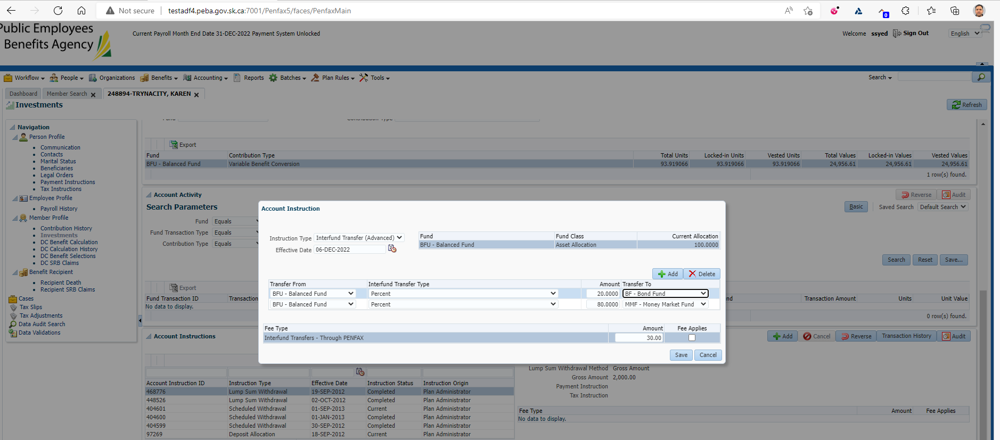 Not secure testadf4.peba.gov.sk.ca:7001/Penfax5/faces/PenfaxMain
0
Public Employees
Benefits Agency
Current Payroll Month End Date 31-DEC-2022 Payment System Unlocked
Welcome ssyed Sign Out English
Workflow People Organizations Benefits Accounting Reports Batches Plan Rules Tools Search
Dashboard Member Search 248894-TRYNACITY, KAREN
Investments Refresh
Navigation
Person Profile
Communication
Contacts
Marital Status
Beneficiaries
Legal Orders
Payment Instructions
Tax Instructions
Employee Profile
Payroll History
Member Profile
Contribution History
Investments
DC Benefit Calculation
DC Calculation History
DC Benefit Selections
DC SRB Claims
Benefit Recipient
Recipient Death
Recipient SRB Claims
Cases
Tax Slips
Tax Adjustments
Data Audit Search
Data Validations
Fund Contribution Type
Export
Fund Contribution Type Total Units Locked-in Units Vested Units Total Values Locked-in Values Vested Values
BFU - Balanced Fund Variable Benefit Conversion 93.919066 93.919066 93.919066 24,956.61 24,956.61 24,956.61
1 row(s) found.
Account Activity Reverse Audit
Search Parameters Basic Saved Search Default Search
Fund Equals
Fund Transaction Type Equals
Contribution Type Equals
Search Reset Save...
Export
Fund Transaction ID Transaction Transaction Amount Units Unit Value
No data to display.
0 row(s) found.
Account Instruction
Instruction Type Interfund Transfer (Advanced)
Effective Date 06-DEC-2022
Fund Fund Class Current Allocation
BFU - Balanced Fund Asset Allocation 100.0000
Add Delete
Transfer From Interfund Transfer Type Amount Transfer To
BFU - Balanced Fund Percent 20.0000 BF - Bond Fund
BFU - Balanced Fund Percent 80.0000 MMF - Money Market Fund
Fee Type Amount Fee Applies
Interfund Transfers - Through PENFAX 30.00
Save Cancel
Account Instructions Add Cancel Reverse Transaction History Audit
Account Instruction ID Instruction Type Effective Date Instruction Status Instruction Origin
468776 Lump Sum Withdrawal 19-SEP-2012 Completed Plan Administrator
448526 Lump Sum Withdrawal 02-OCT-2012 Completed Plan Administrator
404601 Scheduled Withdrawal 01-SEP-2013 Current Plan Administrator
404600 Scheduled Withdrawal 01-JAN-2013 Completed Plan Administrator
404599 Scheduled Withdrawal 30-SEP-2012 Completed Plan Administrator
97269 Deposit Allocation 18-SEP-2012 Current Plan Administrator
Lump Sum Withdrawal Method Gross Amount
Gross Amount 2,000.00
Payment Instruction
Tax Instruction
Fee Type Amount Fee Applies
No data to display.